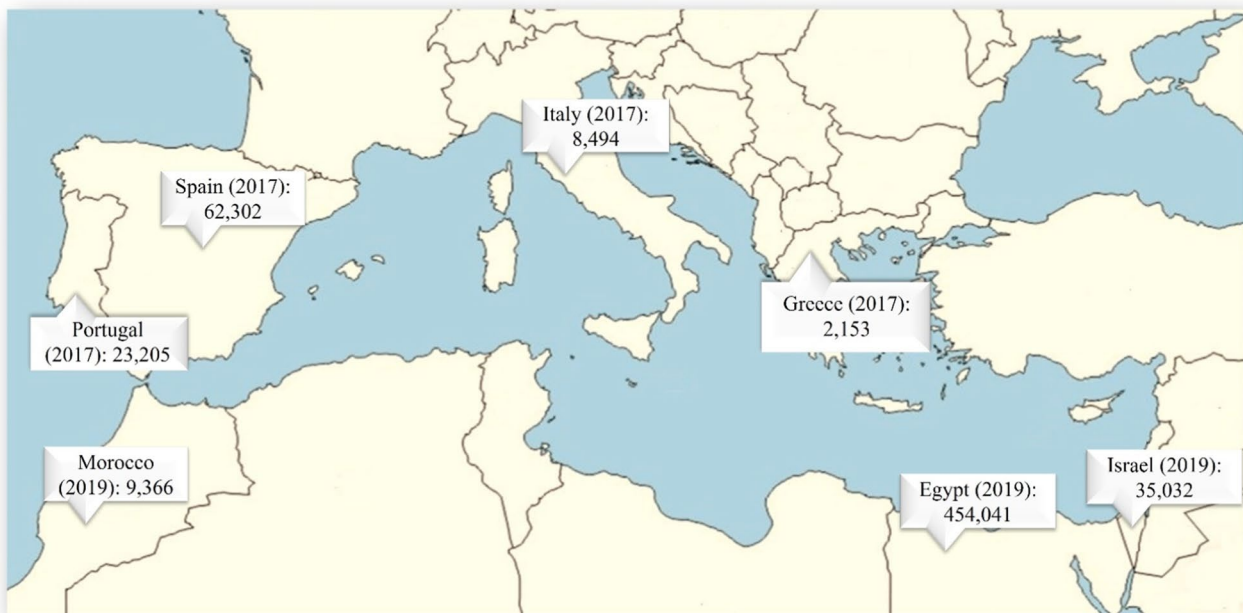 Italy (2017):
8,494
Spain (2017):
62,302
Greece (2017):
2,153
Portugal
(2017): 23,205
Morocco
(2019): 9,366
Israel (2019):
35,032
Egypt (2019):
454,041